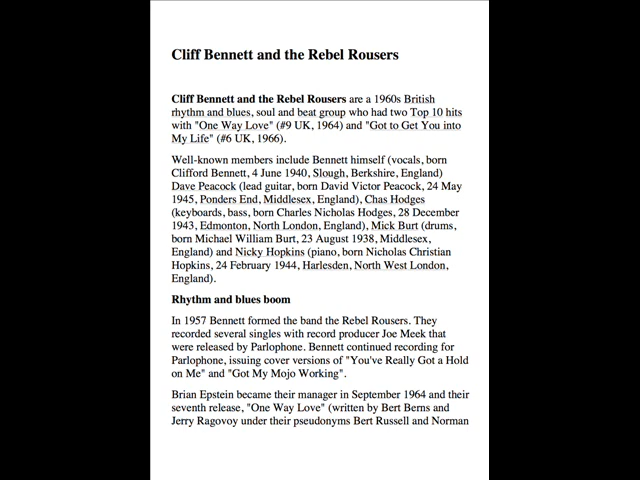 Cliff Bennett and the Rebel Rousers
Cliff Bennett and the Rebel Rousers are a 1960s British
rhythm and blues, soul and beat group who had two Top 10 hits
with "One Way Love" (#9 UK, 1964) and "Got to Get You into
My Life" (#6 UK, 1966).
Well-known members include Bennett himself (vocals, born
Clifford Bennett, 4 June 1940, Slough, Berkshire, England)
Dave Peacock (lead guitar, born David Victor Peacock, 24 May
1945, Ponders End, Middlesex, England), Chas Hodges
(keyboards, bass, born Charles Nicholas Hodges, 28 December
1943, Edmonton, North London, England), Mick Burt (drums,
born Michael William Burt, 23 August 1938, Middlesex,
England) and Nicky Hopkins (piano, born Nicholas Christian
Hopkins, 24 February 1944, Harlesden, North West London,
England).
Rhythm and blues boom
In 1957 Bennett formed the band the Rebel Rousers. They
recorded several singles with record producer Joe Meek that
were released by Parlophone. Bennett continued recording for
Parlophone, issuing cover versions of "You've Really Got a Hold
on Me" and "Got My Mojo Working".
Brian Epstein became their manager in September 1964 and their
seventh release, "One Way Love" (written by Bert Berns and
Jerry Ragovoy under their pseudonyms Bert Russell and Norman